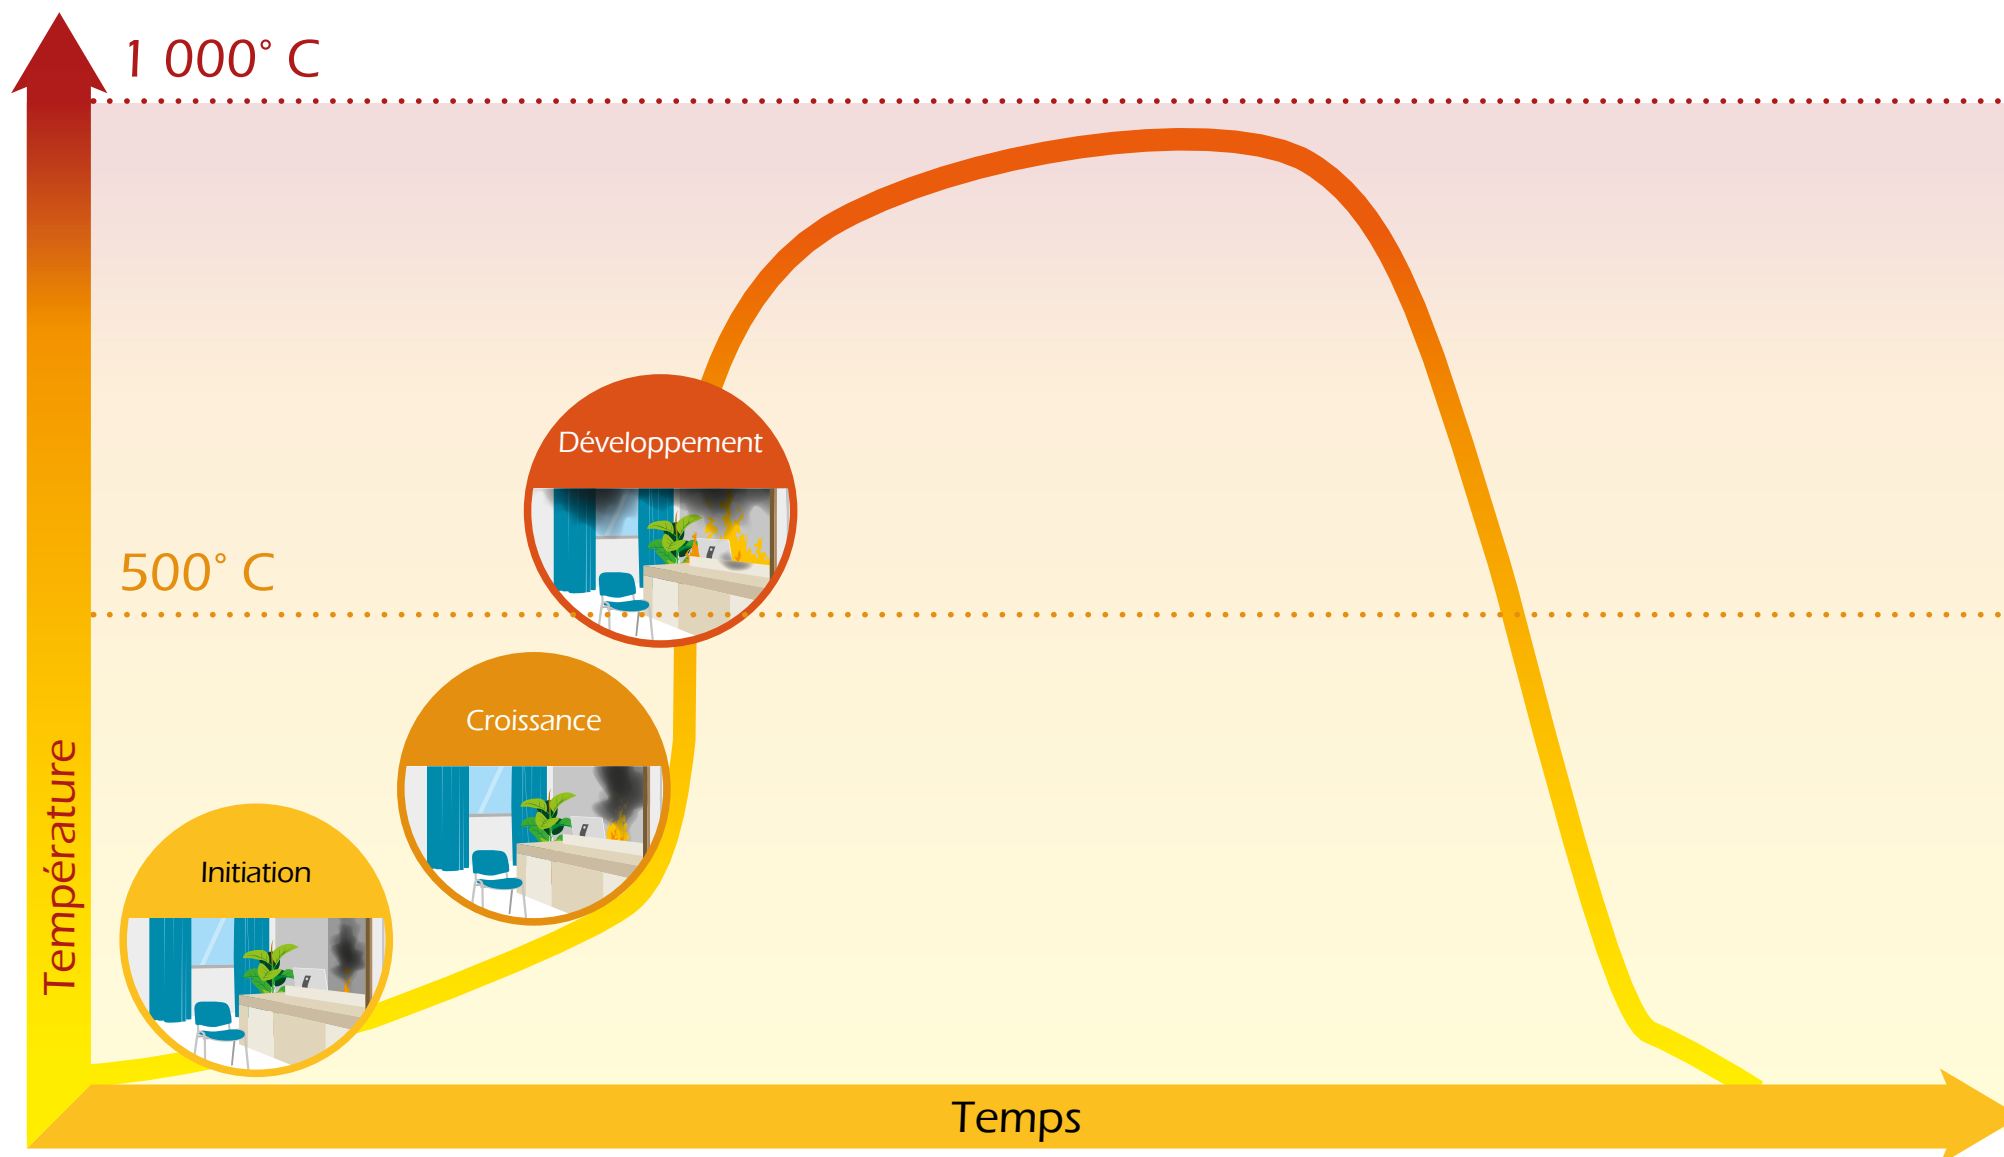 1 000° C
Développement
500° C
Croissance
Température
Initiation
Temps